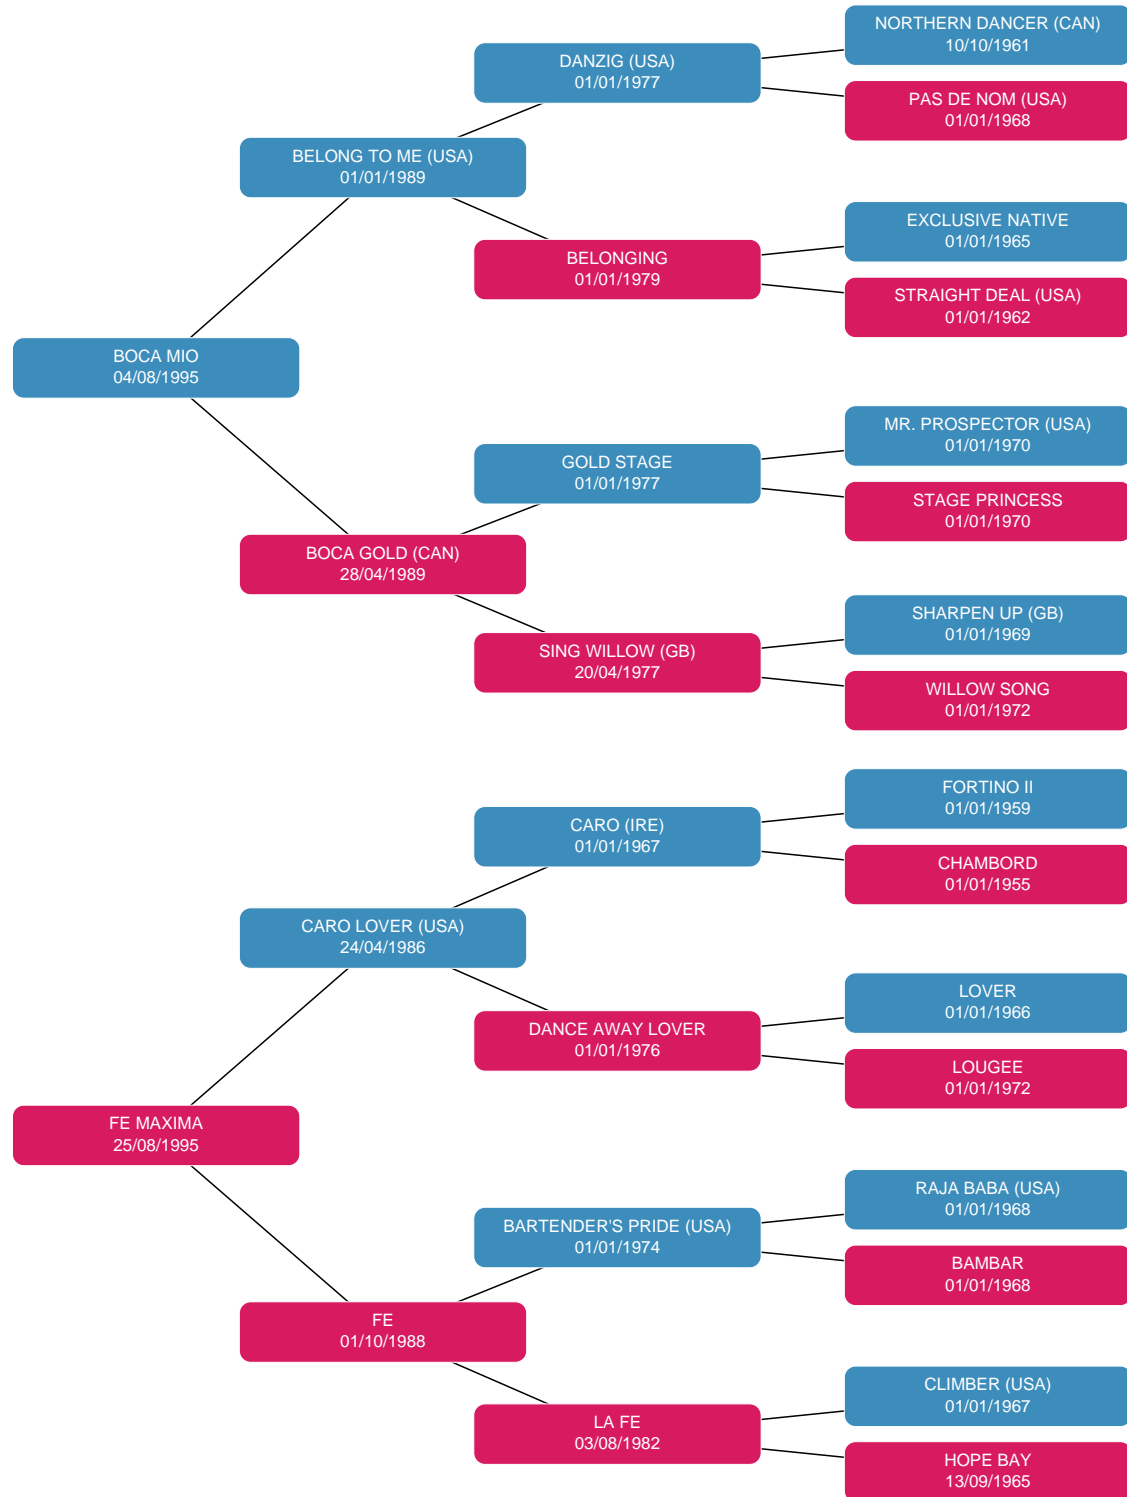 NORTHERN DANCER (CAN)
10/10/1961
DANZIG (USA)
01/01/1977
PAS DE NOM (USA)
01/01/1968
BELONG TO ME (USA)
01/01/1989
EXCLUSIVE NATIVE
01/01/1965
BELONGING
01/01/1979
STRAIGHT DEAL (USA)
01/01/1962
BOCA MIO
04/08/1995
MR. PROSPECTOR (USA)
01/01/1970
GOLD STAGE
01/01/1977
STAGE PRINCESS
01/01/1970
BOCA GOLD (CAN)
28/04/1989
SHARPEN UP (GB)
01/01/1969
SING WILLOW (GB)
20/04/1977
WILLOW SONG
01/01/1972
FORTINO II
01/01/1959
CARO (IRE)
01/01/1967
CHAMBORD
01/01/1955
CARO LOVER (USA)
24/04/1986
LOVER
01/01/1966
DANCE AWAY LOVER
01/01/1976
LOUGEE
01/01/1972
FE MAXIMA
25/08/1995
RAJA BABA (USA)
01/01/1968
BARTENDER'S PRIDE (USA)
01/01/1974
BAMBAR
01/01/1968
FE
01/10/1988
CLIMBER (USA)
01/01/1967
LA FE
03/08/1982
HOPE BAY
13/09/1965